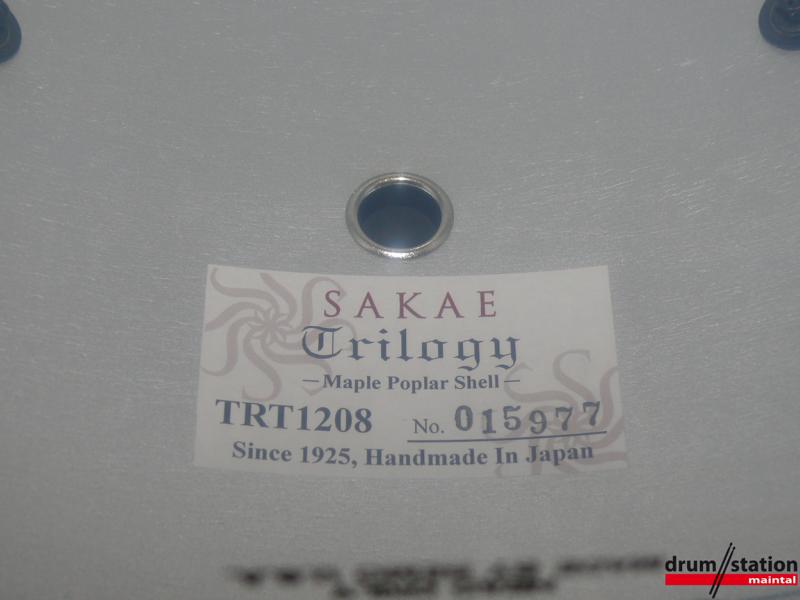 SAKAE
Trilogy
—Maple Poplar Shell—
TRT1208 No. 015977
Since 1925, Handmade In Japan
drum//station
maintal